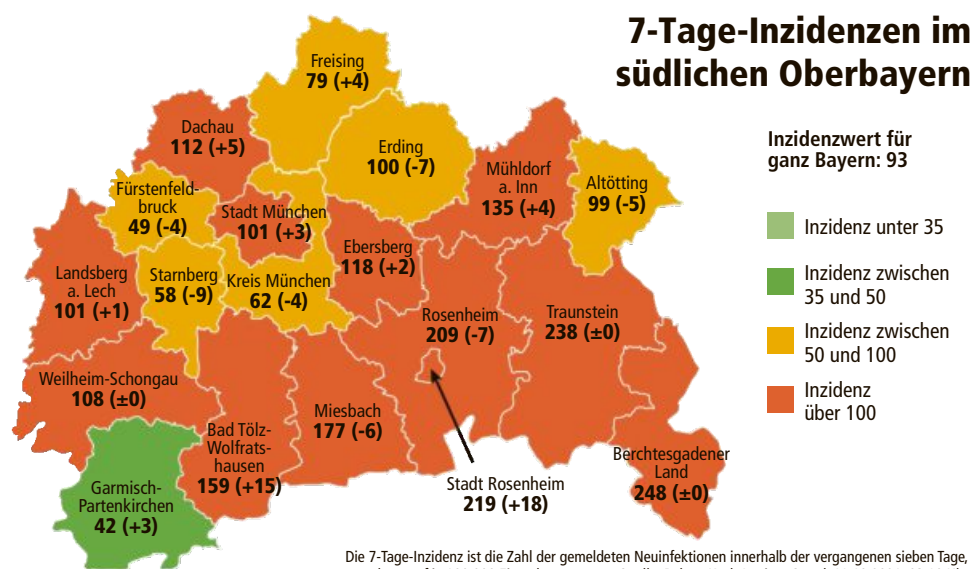 7-Tage-Inzidenzen im
südlichen Oberbayern
Inzidenzwert für
ganz Bayern: 93
Inzidenz unter 35
Inzidenz zwischen
35 und 50
Inzidenz zwischen
50 und 100
Inzidenz
über 100
Freising
79 (+4)
Dachau
112 (+5)
Erding
100 (-7)
Mühldorf
a. Inn
135 (+4)
Altötting
99 (-5)
Fürstenfeld-
bruck
49 (-4)
Stadt München
101 (+3)
Ebersberg
118 (+2)
Landsberg
a. Lech
101 (+1)
Starnberg
58 (-9)
Kreis München
62 (-4)
Rosenheim
209 (-7)
Traunstein
238 (±0)
Weilheim-Schongau
108 (±0)
Miesbach
177 (-6)
Bad Tölz-
Wolfrats-
hausen
159 (+15)
Garmisch-
Partenkirchen
42 (+3)
Stadt Rosenheim
219 (+18)
Berchtesgadener
Land
248 (±0)
Die 7-Tage-Inzidenz ist die Zahl der gemeldeten Neuinfektionen innerhalb der vergangenen sieben Tage,